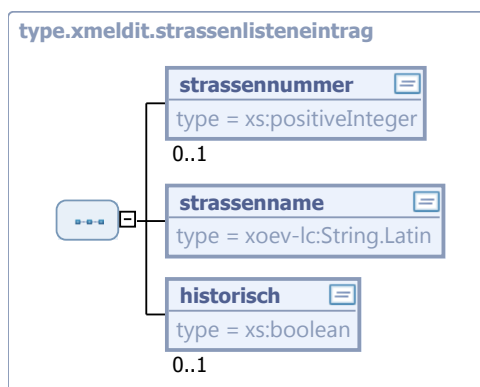 type.xmeldit.strassenlisteneintrag
strassennummer
type = xs:positiveInteger
0..1
strassenname
type = xoev-lc:String.Latin
historisch
type = xs:boolean
0..1